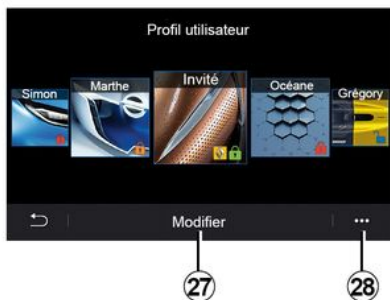 Profil utilisateur
Simon
Marthe
Invité
Océane
Grégory
Modifier
27
28